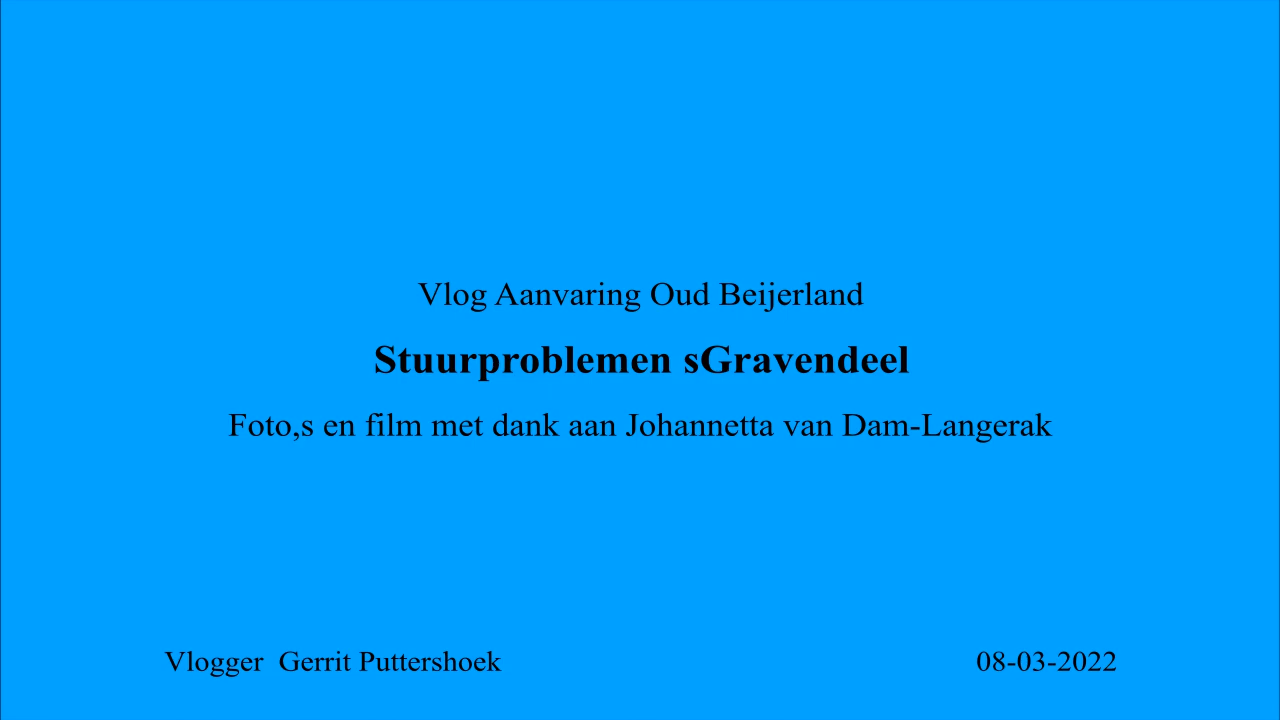 Vlog Aanvaring Oud Beijerland
Stuurproblemen sGravendeel
Foto,s en film met dank aan Johannetta van Dam-Langerak
Vlogger  Gerrit Puttershoek 08-03-2022